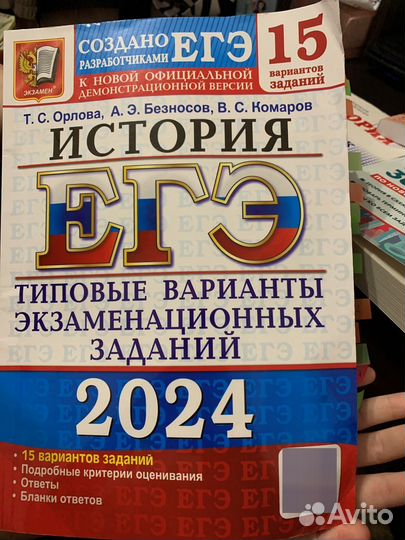 СОЗДАНО
РАЗРАБОТЧИКАМИ ЕГЭ
К НОВОЙ ОФИЦИАЛЬНОЙ
ДЕМОНСТРАЦИОННОЙ ВЕРСИИ
15
вариантов
заданий
ЭКЗАМЕН
Т. С. Орлова, А. Э. Безносов, В. С. Комаров
ИСТОРИЯ
ЕГЭ
ТИПОВЫЕ ВАРИАНТЫ
ЭКЗАМЕНАЦИОННЫХ
ЗАДАНИЙ
2024
• 15 вариантов заданий
• Подробные критерии оценивания
• Ответы
• Бланки ответов
Avito